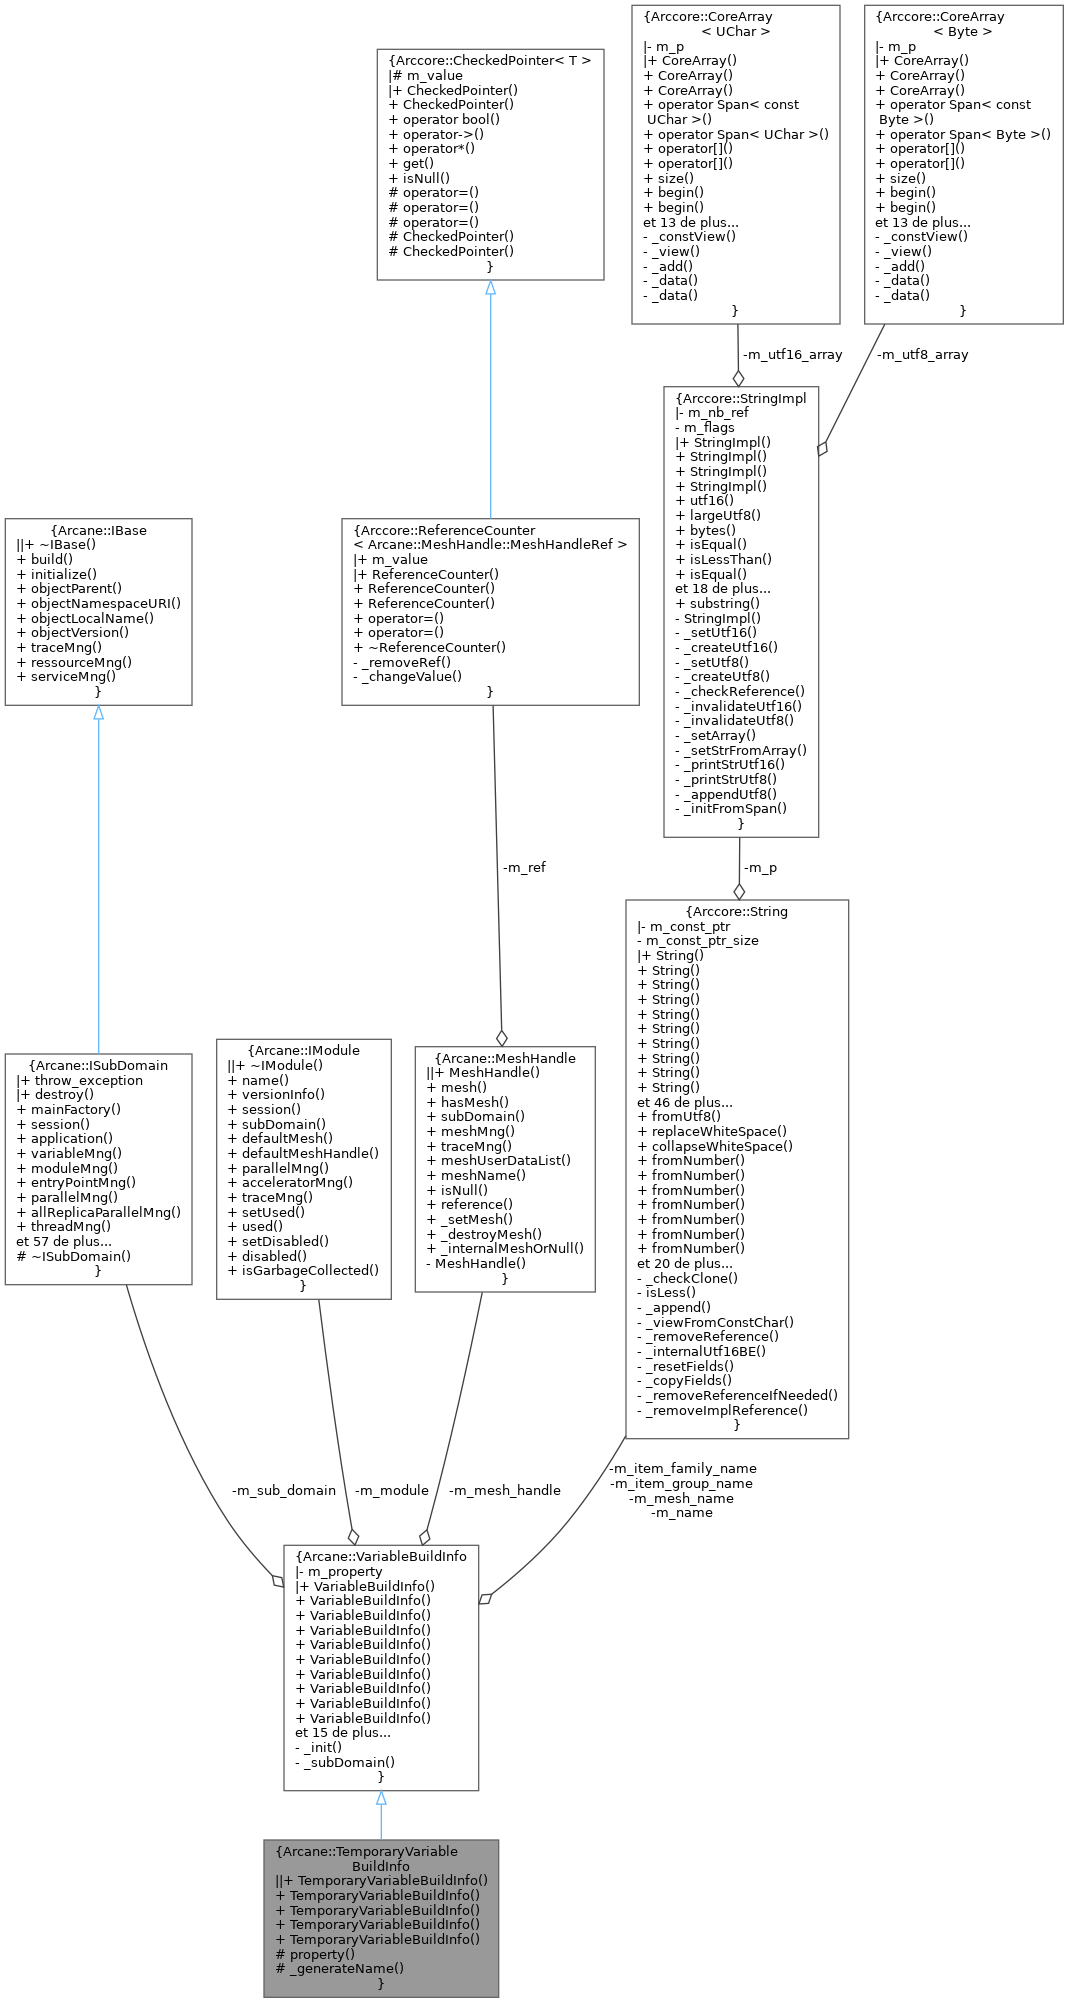 {Arccore::CoreArray
< UChar >
|- m_p
|+ CoreArray()
+ CoreArray()
+ CoreArray()
+ operator Span< const
UChar >()
+ operator Span< UChar >()
+ operator[]()
+ operator[]()
+ size()
+ begin()
+ begin()
et 13 de plus...
- _constView()
- _view()
- _add()
- _data()
- _data()
}
{Arccore::CoreArray
< Byte >
|- m_p
|+ CoreArray()
+ CoreArray()
+ CoreArray()
+ operator Span< const
Byte >()
+ operator Span< Byte >()
+ operator[]()
+ operator[]()
+ size()
+ begin()
+ begin()
et 13 de plus...
- _constView()
- _view()
- _add()
- _data()
- _data()
}
{Arccore::CheckedPointer< T >
|# m_value
|+ CheckedPointer()
+ CheckedPointer()
+ operator bool()
+ operator->()
+ operator*()
+ get()
+ isNull()
# operator=()
# operator=()
# operator=()
# CheckedPointer()
# CheckedPointer()
}
-m_utf16_array
-m_utf8_array
{Arccore::StringImpl
|- m_nb_ref
- m_flags
|+ StringImpl()
+ StringImpl()
+ StringImpl()
+ StringImpl()
+ utf16()
+ largeUtf8()
+ bytes()
+ isEqual()
+ isLessThan()
+ isEqual()
et 18 de plus...
+ substring()
- StringImpl()
- _setUtf16()
- _createUtf16()
- _setUtf8()
- _createUtf8()
- _checkReference()
- _invalidateUtf16()
- _invalidateUtf8()
- _setArray()
- _setStrFromArray()
- _printStrUtf16()
- _printStrUtf8()
- _appendUtf8()
- _initFromSpan()
}
{Arcane::IBase
||+ ~IBase()
+ build()
+ initialize()
+ objectParent()
+ objectNamespaceURI()
+ objectLocalName()
+ objectVersion()
+ traceMng()
+ ressourceMng()
+ serviceMng()
}
{Arccore::ReferenceCounter
< Arcane::MeshHandle::MeshHandleRef >
|+ m_value
|+ ReferenceCounter()
+ ReferenceCounter()
+ ReferenceCounter()
+ operator=()
+ operator=()
+ ~ReferenceCounter()
- _removeRef()
- _changeValue()
}
-m_ref
-m_p
{Arccore::String
|- m_const_ptr
- m_const_ptr_size
|+ String()
+ String()
+ String()
+ String()
+ String()
+ String()
+ String()
+ String()
+ String()
+ String()
et 46 de plus...
+ fromUtf8()
+ replaceWhiteSpace()
+ collapseWhiteSpace()
+ fromNumber()
+ fromNumber()
+ fromNumber()
+ fromNumber()
+ fromNumber()
+ fromNumber()
+ fromNumber()
et 20 de plus...
- _checkClone()
- isLess()
- _append()
- _viewFromConstChar()
- _removeReference()
- _internalUtf16BE()
- _resetFields()
- _copyFields()
- _removeReferenceIfNeeded()
- _removeImplReference()
}
{Arcane::ISubDomain
|+ throw_exception
|+ destroy()
+ mainFactory()
+ session()
+ application()
+ variableMng()
+ moduleMng()
+ entryPointMng()
+ parallelMng()
+ allReplicaParallelMng()
+ threadMng()
et 57 de plus...
# ~ISubDomain()
}
{Arcane::IModule
||+ ~IModule()
+ name()
+ versionInfo()
+ session()
+ subDomain()
+ defaultMesh()
+ defaultMeshHandle()
+ parallelMng()
+ acceleratorMng()
+ traceMng()
+ setUsed()
+ used()
+ setDisabled()
+ disabled()
+ isGarbageCollected()
}
{Arcane::MeshHandle
||+ MeshHandle()
+ mesh()
+ hasMesh()
+ subDomain()
+ meshMng()
+ traceMng()
+ meshUserDataList()
+ meshName()
+ isNull()
+ reference()
+ _setMesh()
+ _destroyMesh()
+ _internalMeshOrNull()
- MeshHandle()
}
-m_sub_domain
-m_module
-m_mesh_handle
-m_item_family_name
-m_item_group_name
-m_mesh_name
-m_name
{Arcane::VariableBuildInfo
|- m_property
|+ VariableBuildInfo()
+ VariableBuildInfo()
+ VariableBuildInfo()
+ VariableBuildInfo()
+ VariableBuildInfo()
+ VariableBuildInfo()
+ VariableBuildInfo()
+ VariableBuildInfo()
+ VariableBuildInfo()
+ VariableBuildInfo()
et 15 de plus...
- _init()
- _subDomain()
}
{Arcane::TemporaryVariable
BuildInfo
||+ TemporaryVariableBuildInfo()
+ TemporaryVariableBuildInfo()
+ TemporaryVariableBuildInfo()
+ TemporaryVariableBuildInfo()
+ TemporaryVariableBuildInfo()
# property()
# _generateName()
}